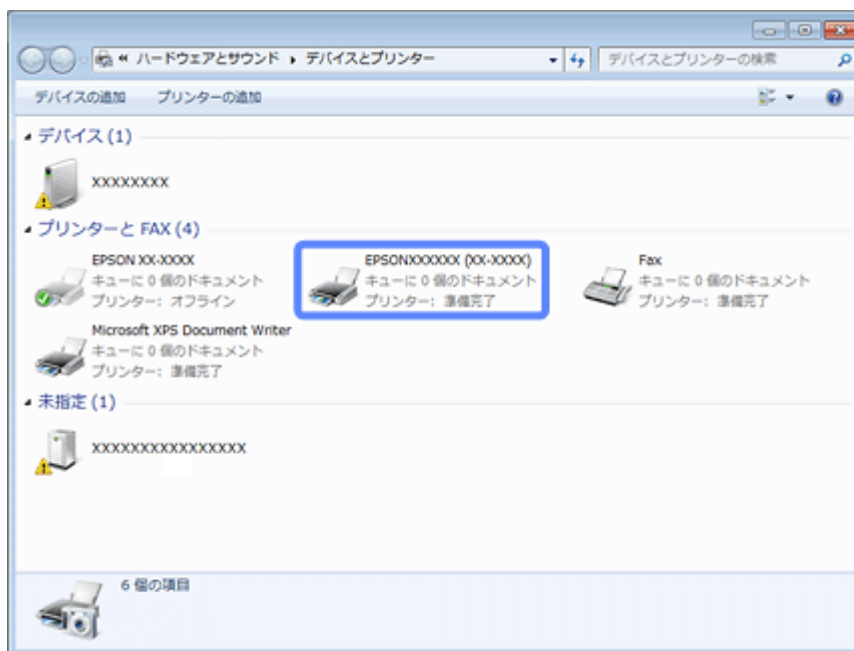 « ハードウェアとサウンド ▸ デバイスとプリンター
デバイスとプリンターの検索
デバイスの追加 プリンターの追加
デバイス (1)
XXXXXXXX
プリンターと FAX (4)
EPSON XX-XXXX
キューに 0 個のドキュメント
プリンター: オフライン
EPSONXXXXXX (XX-XXXX)
キューに 0 個のドキュメント
プリンター: 準備完了
Fax
キューに 0 個のドキュメント
プリンター: 準備完了
Microsoft XPS Document Writer
キューに 0 個のドキュメント
プリンター: 準備完了
未指定 (1)
XXXXXXXXXXXXXXXX
6 個の項目